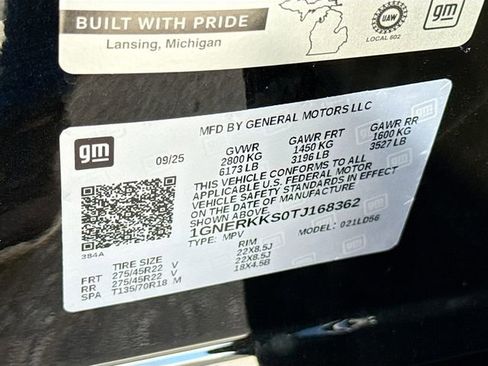 BUILT WITH PRIDE
Lansing, Michigan
UAW
LOCAL 602
gm
gm
09/25
MFD BY GENERAL MOTORS LLC
GVWR GAWR FRT GAWR RR
2800 KG 1450 KG 1600 KG
6173 LB 3196 LB 3527 LB
THIS VEHICLE CONFORMS TO ALL
APPLICABLE U.S. FEDERAL MOTOR
VEHICLE SAFETY STANDARDS IN EFFECT
ON THE DATE OF MANUFACTURE
1GNERKKS0TJ168362
TYPE: MPV MODEL: 021LD56
384A
TIRE SIZE RIM
FRT 275/45R22 V 22X8.5J
RR 275/45R22 V 22X8.5J
SPA T135/70R18 M 18X4.5B